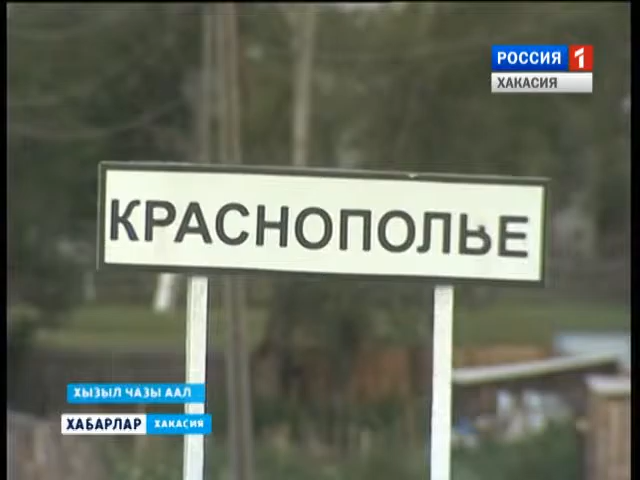 РОССИЯ 1
ХАКАСИЯ
КРАСНОПОЛЬЕ
ХЫЗЫЛ ЧАЗЫ ААЛ
ХАБАРЛАР ХАКАСИЯ